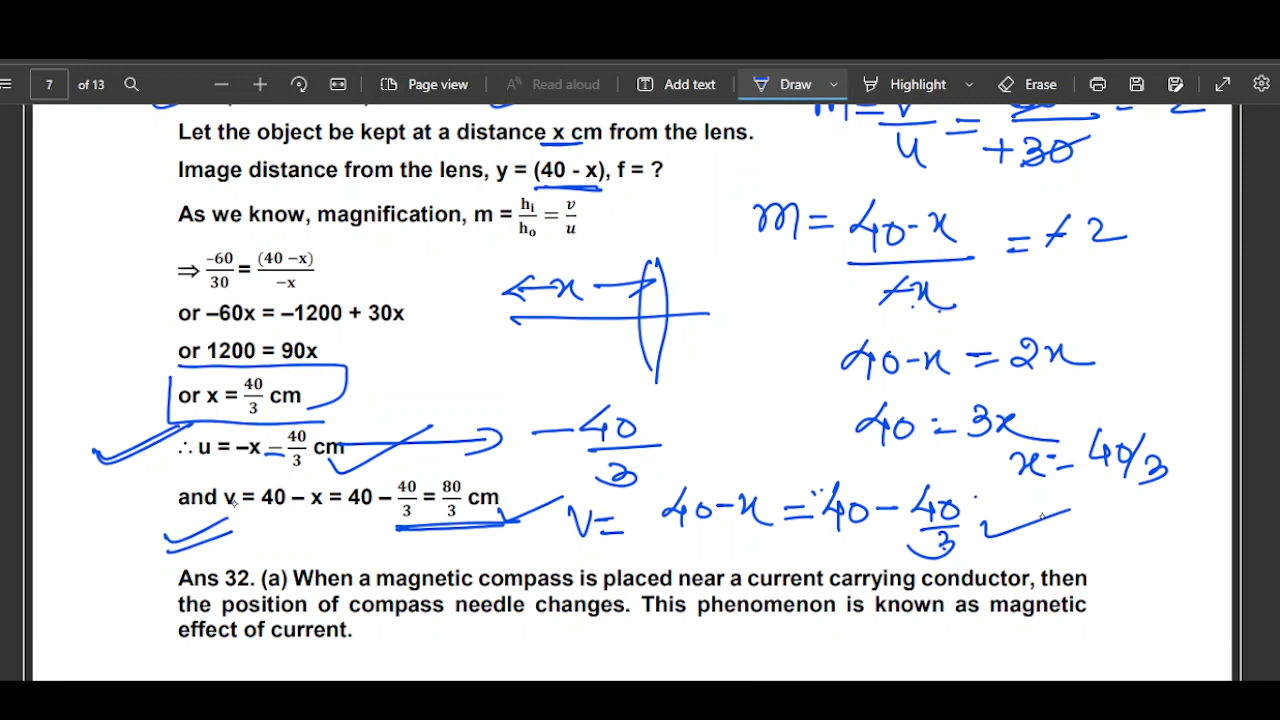 7 of 13 Page view Read aloud Add text Draw Highlight Erase
Let the object be kept at a distance x cm from the lens.
Image distance from the lens, y = (40 - x), f = ?
As we know, magnification, m = hi/ho = v/u
⇒ -60/30 = (40 –x)/–x
or –60x = –1200 + 30x
or 1200 = 90x
or x = 40/3 cm
∴ u = –x – 40/3 cm
and v = 40 – x = 40 – 40/3 = 80/3 cm
Ans 32. (a) When a magnetic compass is placed near a current carrying conductor, then
the position of compass needle changes. This phenomenon is known as magnetic
effect of current.
m = v/u = /+30 = 2
m = 40-x/-x = -2
x
40-x = 2x
40 = 3x
x = 40/3
-40/3
v = 40-x = 40 - 40/3